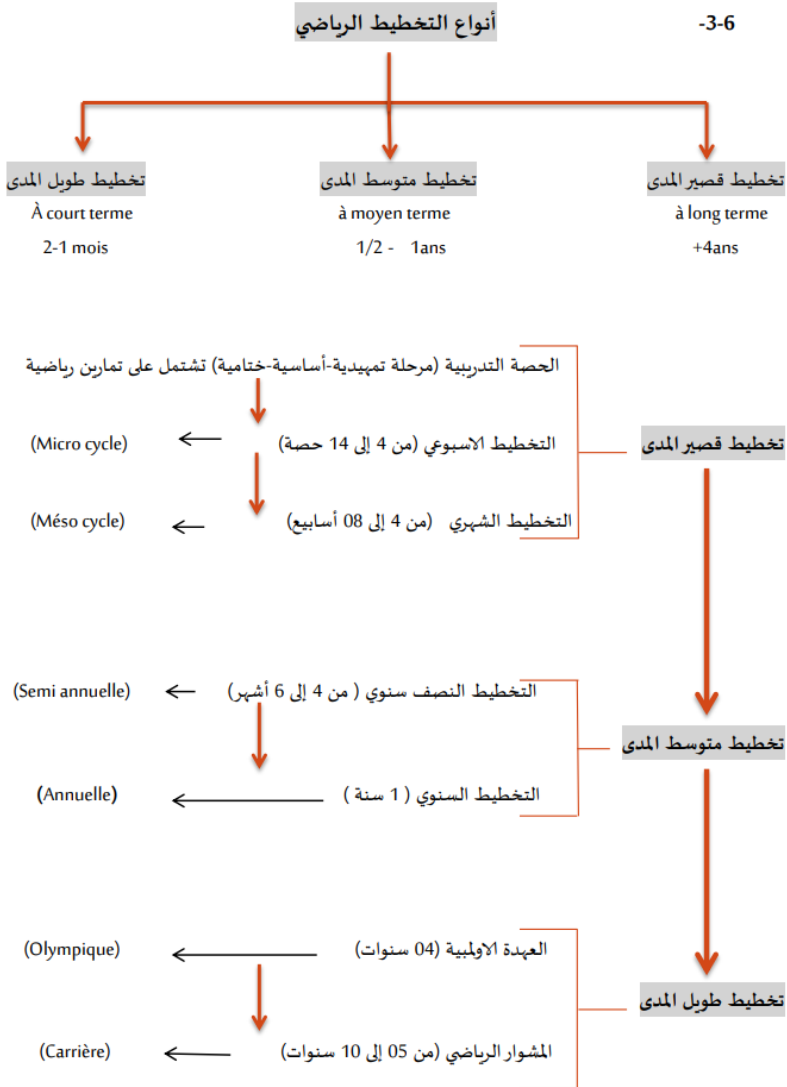 -3-6
أنواع التخطيط الرياضي
تخطيط قصير المدى
à long terme
+4ans
تخطيط متوسط المدى
à moyen terme
1/2 - 1ans
تخطيط طويل المدى
À court terme
2-1 mois
تخطيط قصير المدى
الحصة التدريبية (مرحلة تمهيدية-أساسية-ختامية) تشتمل على تمارين رياضية
التخطيط الاسبوعي (من 4 إلى 14 حصة)
(Micro cycle)
التخطيط الشهري (من 4 إلى 08 أسابيع)
(Méso cycle)
تخطيط متوسط المدى
التخطيط النصف سنوي ( من 4 إلى 6 أشهر)
(Semi annuelle)
التخطيط السنوي ( 1 سنة )
(Annuelle)
تخطيط طويل المدى
العهدة الاولمبية (04 سنوات)
(Olympique)
المشوار الرياضي (من 05 إلى 10 سنوات)
(Carrière)